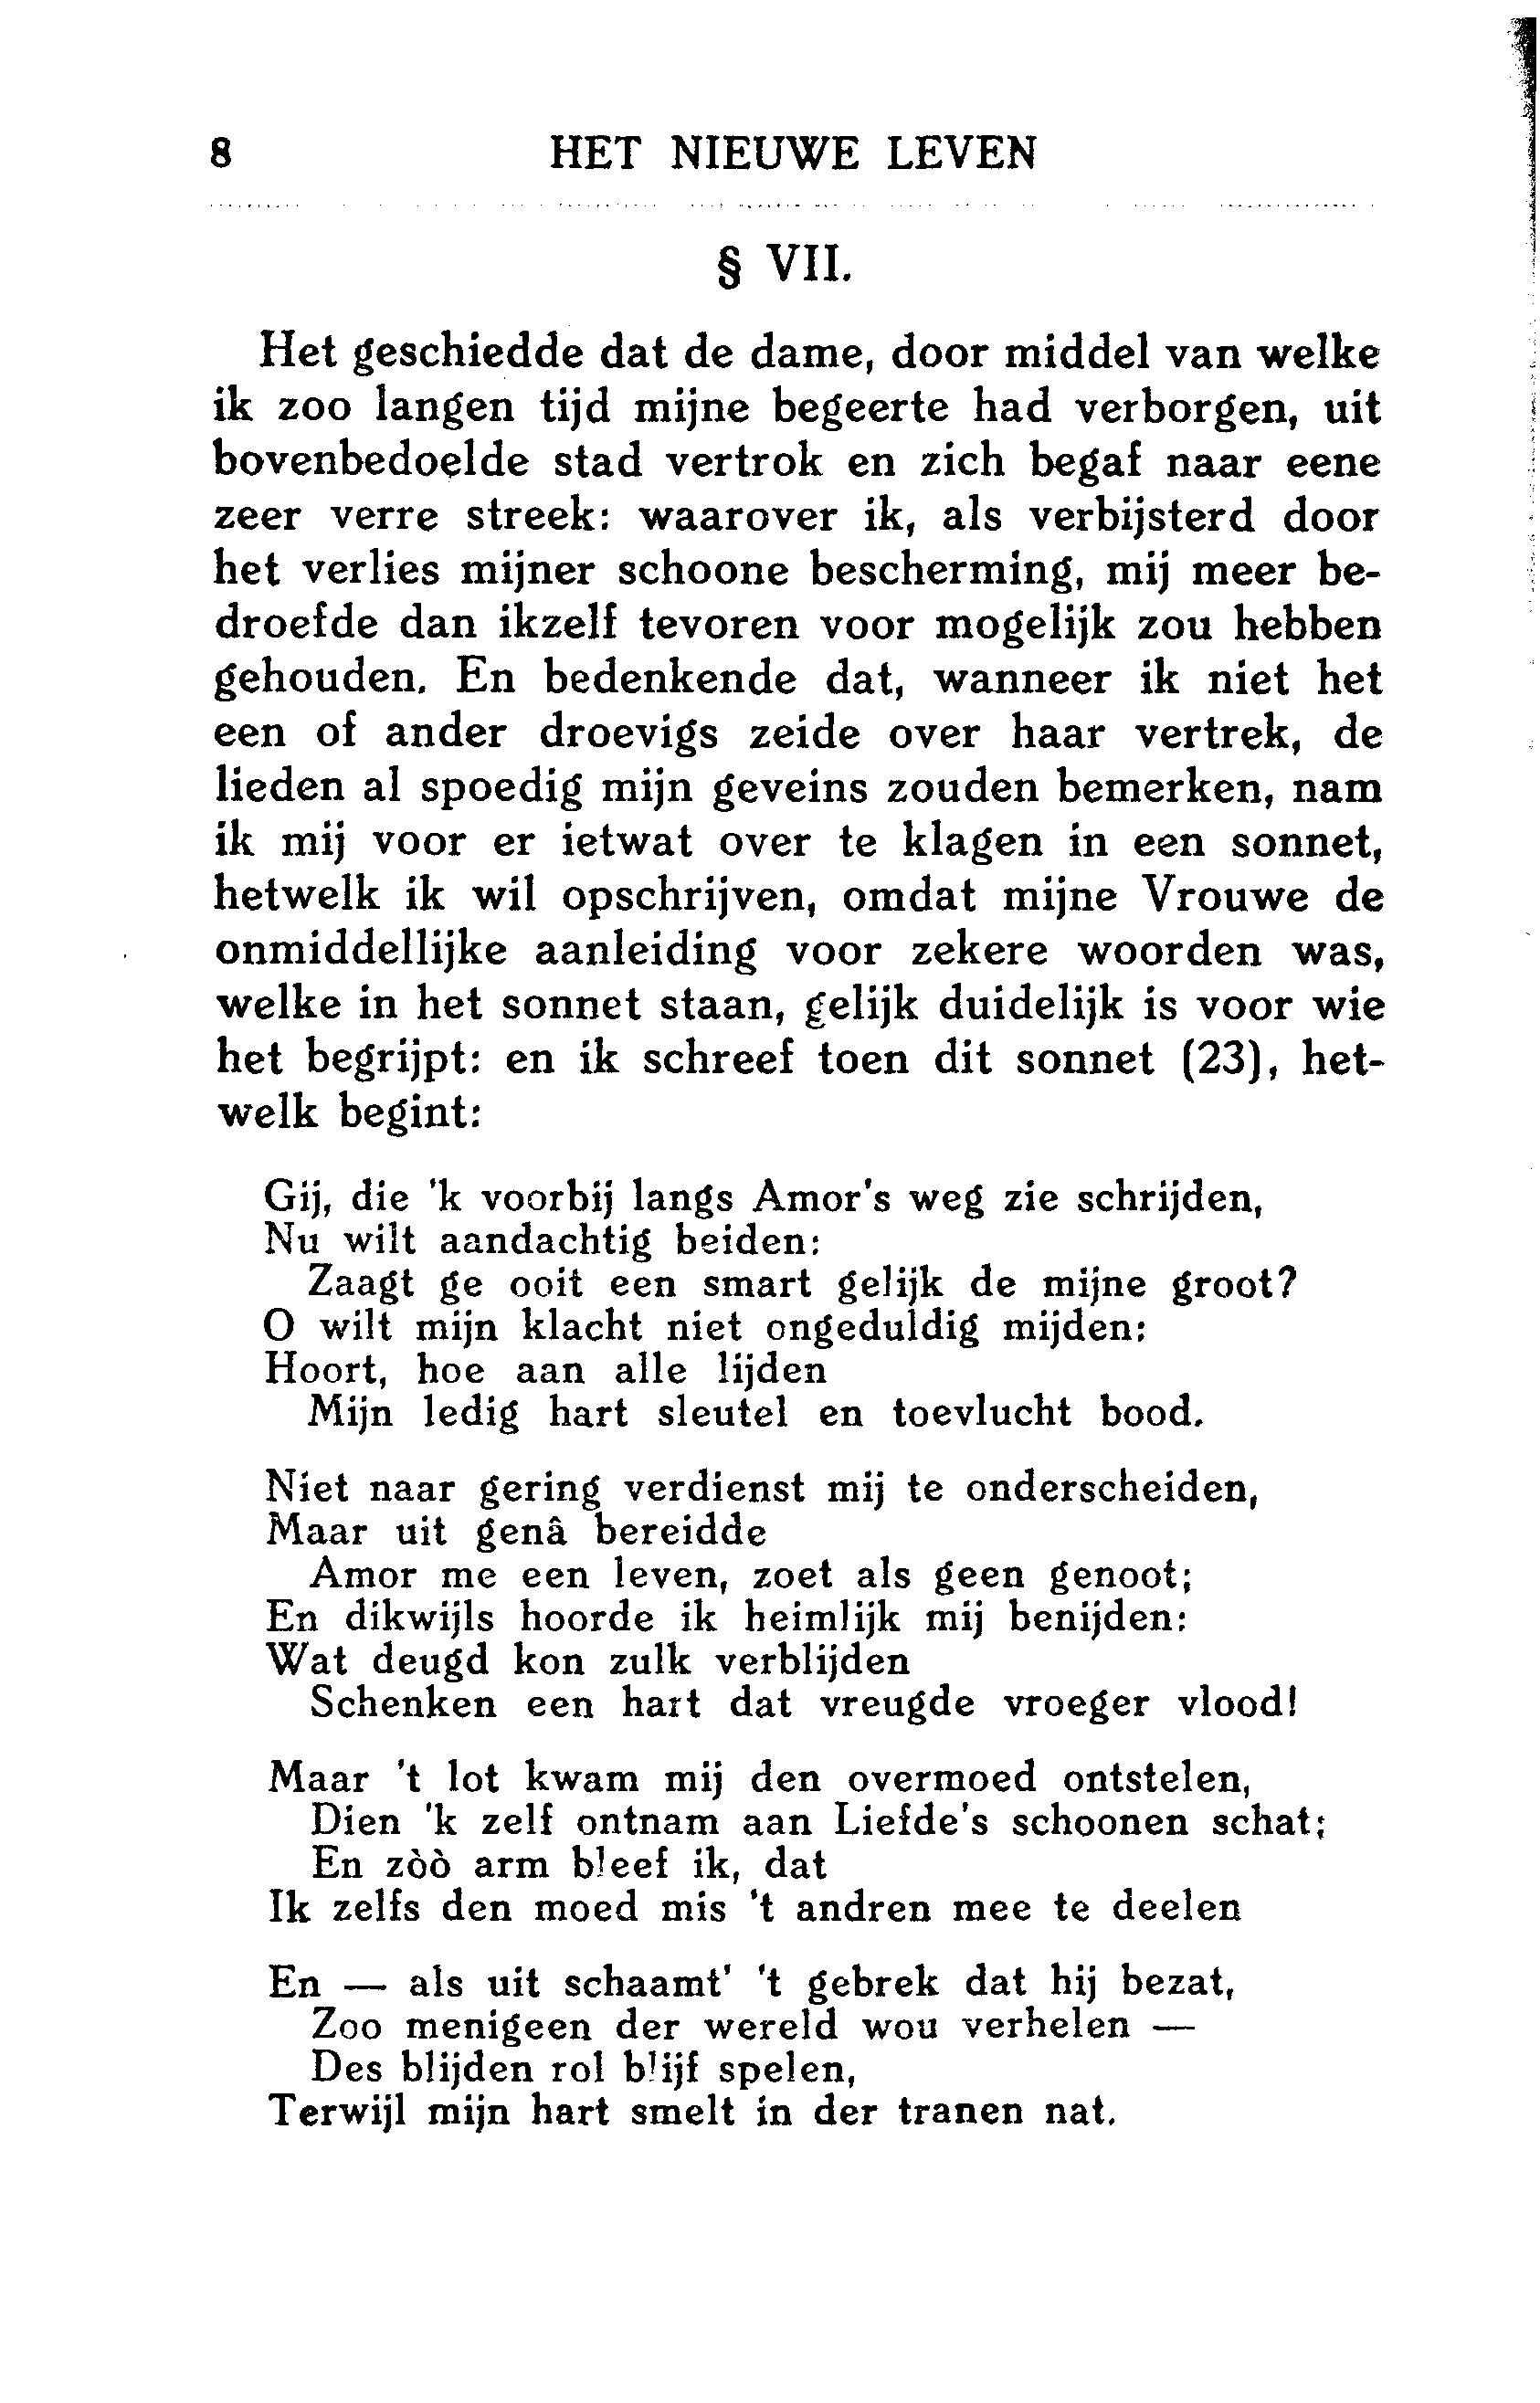 8 HET NIEUWE LEVEN
§ VII.
Het geschiedde dat de dame, door middel van welke
ik zoo langen tijd mijne begeerte had verborgen, uit
bovenbedoelde stad vertrok en zich begaf naar eene
zeer verre streek: waarover ik, als verbijsterd door
het verlies mijner schoone bescherming, mij meer be-
droefde dan ikzelf tevoren voor mogelijk zou hebben
gehouden. En bedenkende dat, wanneer ik niet het
een of ander droevigs zeide over haar vertrek, de
lieden al spoedig mijn geveins zouden bemerken, nam
ik mij voor er ietwat over te klagen in een sonnet,
hetwelk ik wil opschrijven, omdat mijne Vrouwe de
onmiddellijke aanleiding voor zekere woorden was,
welke in het sonnet staan, gelijk duidelijk is voor wie
het begrijpt: en ik schreef toen dit sonnet (23), het-
welk begint:
Gij, die 'k voorbij langs Amor's weg zie schrijden,
Nu wilt aandachtig beiden:
Zaagt ge ooit een smart gelijk de mijne groot?
O wilt mijn klacht niet ongeduldig mijden:
Hoort, hoe aan alle lijden
Mijn ledig hart sleutel en toevlucht bood.
Niet naar gering verdienst mij te onderscheiden,
Maar uit genâ bereidde
Amor me een leven, zoet als geen genoot;
En dikwijls hoorde ik heimlijk mij benijden:
Wat deugd kon zulk verblijden
Schenken een hart dat vreugde vroeger vlood!
Maar 't lot kwam mij den overmoed ontstelen,
Dien 'k zelf ontnam aan Liefde's schoonen schat;
En zòò arm bleef ik, dat
Ik zelfs den moed mis 't andren mee te deelen
En — als uit schaamt' 't gebrek dat hij bezat,
Zoo menigeen der wereld wou verhelen —
Des blijden rol blijf spelen,
Terwijl mijn hart smelt in der tranen nat.